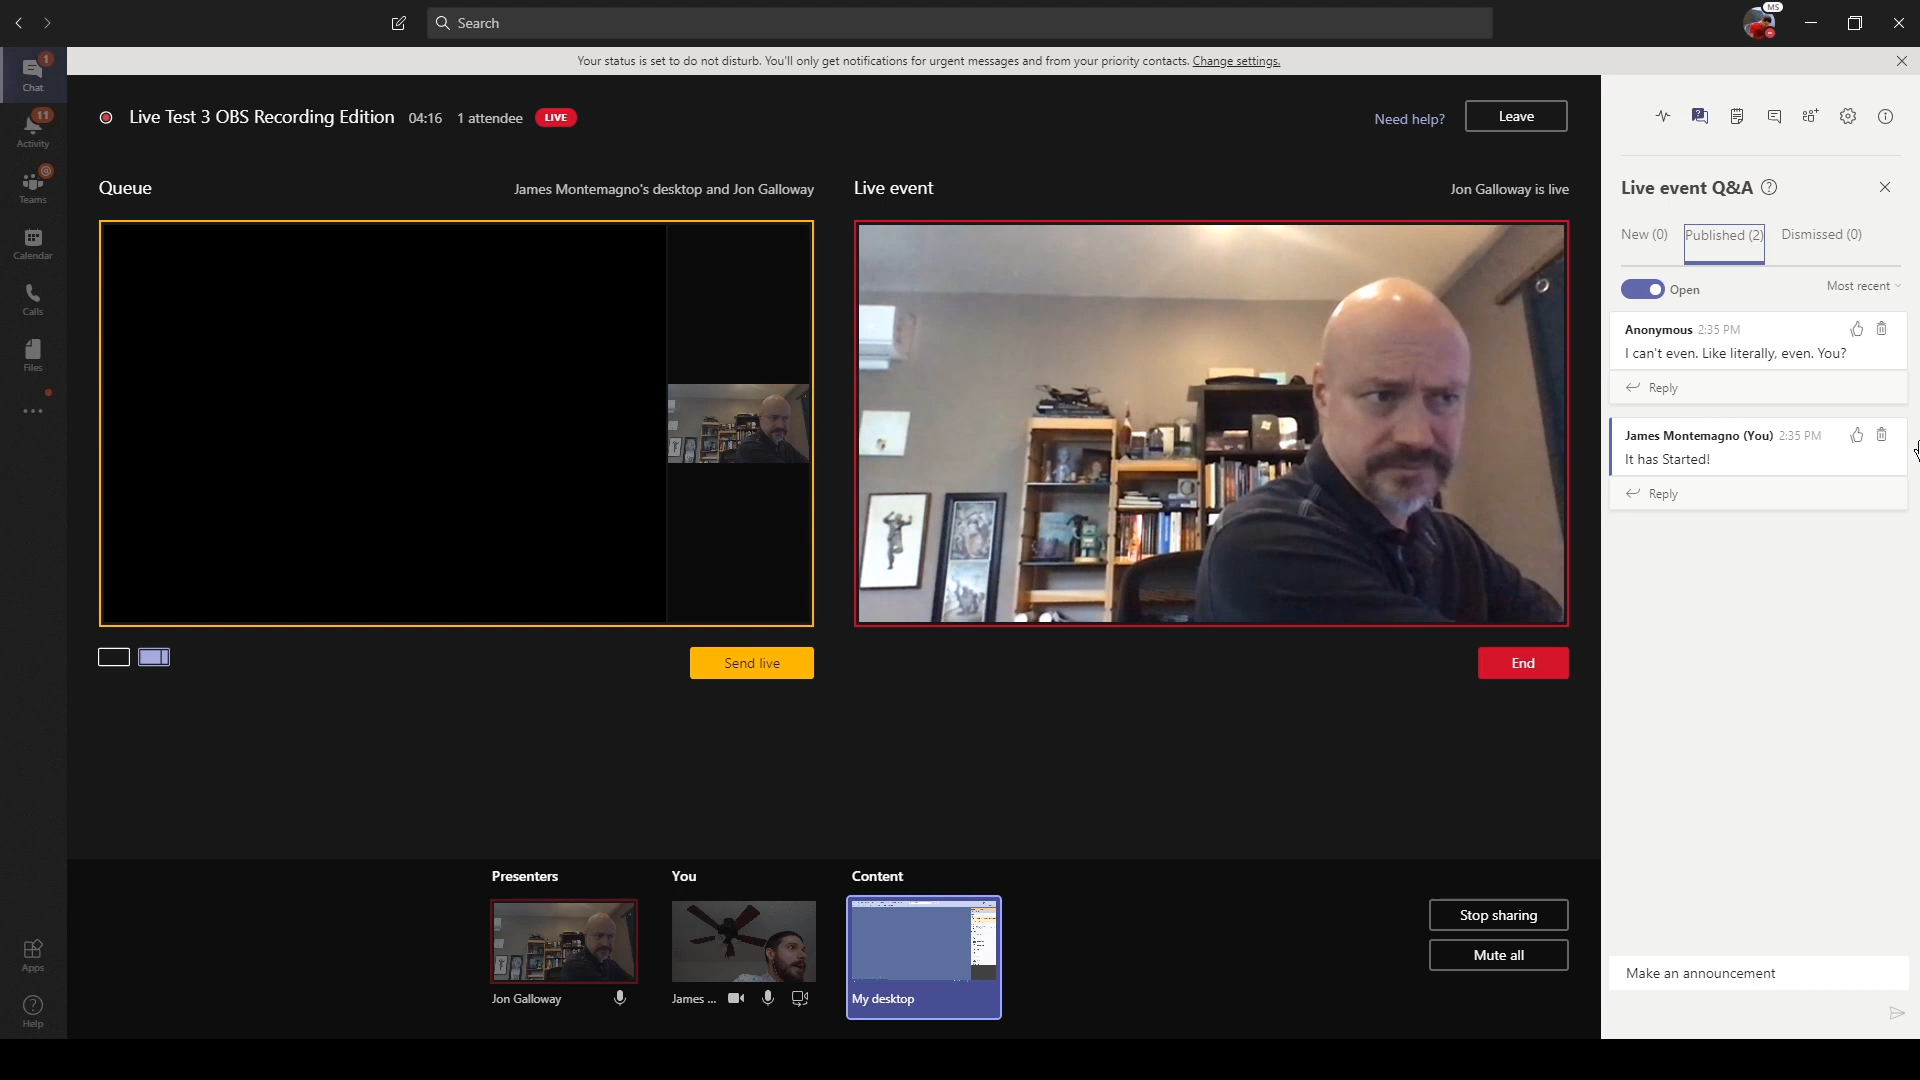 Search
MS
1
Chat
11
Activity
Teams
Calendar
Calls
Files
Apps
Help
Your status is set to do not disturb. You'll only get notifications for urgent messages and from your priority contacts. Change settings.
Live Test 3 OBS Recording Edition 04:16 1 attendee LIVE
Need help?
Leave
Queue
James Montemagno's desktop and Jon Galloway
Live event
Jon Galloway is live
Send live
End
Presenters
You
Content
Jon Galloway
James ...
My desktop
Stop sharing
Mute all
Live event Q&A
New (0) Published (2) Dismissed (0)
Open
Most recent
Anonymous 2:35 PM
I can't even. Like literally, even. You?
Reply
James Montemagno (You) 2:35 PM
It has Started!
Reply
Make an announcement